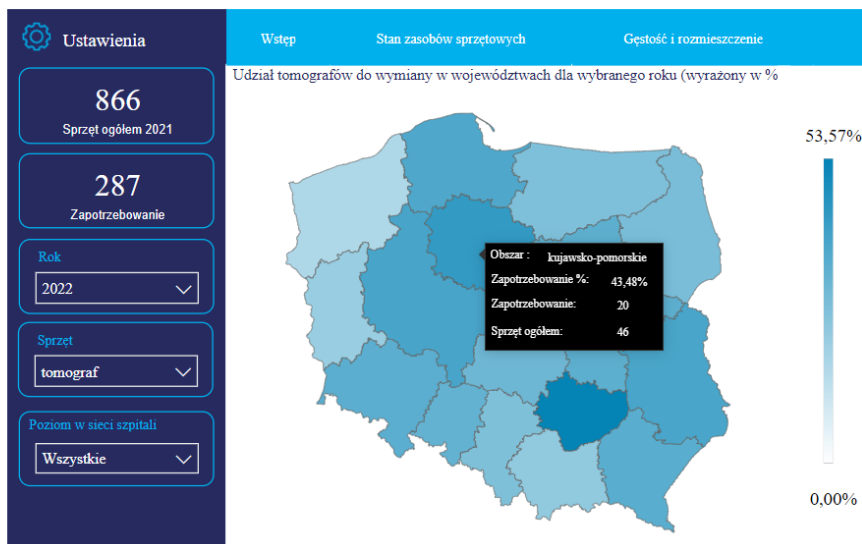 Ustawienia
Wstęp
Stan zasobów sprzętowych
Gęstość i rozmieszczenie
Udział tomografów do wymiany w województwach dla wybranego roku (wyrażony w %
866
Sprzęt ogółem 2021
287
Zapotrzebowanie
Rok
2022
Sprzęt
tomograf
Poziom w sieci szpitali
Wszystkie
Obszar : kujawsko-pomorskie
Zapotrzebowanie %: 43,48%
Zapotrzebowanie: 20
Sprzęt ogółem: 46
53,57%
0,00%